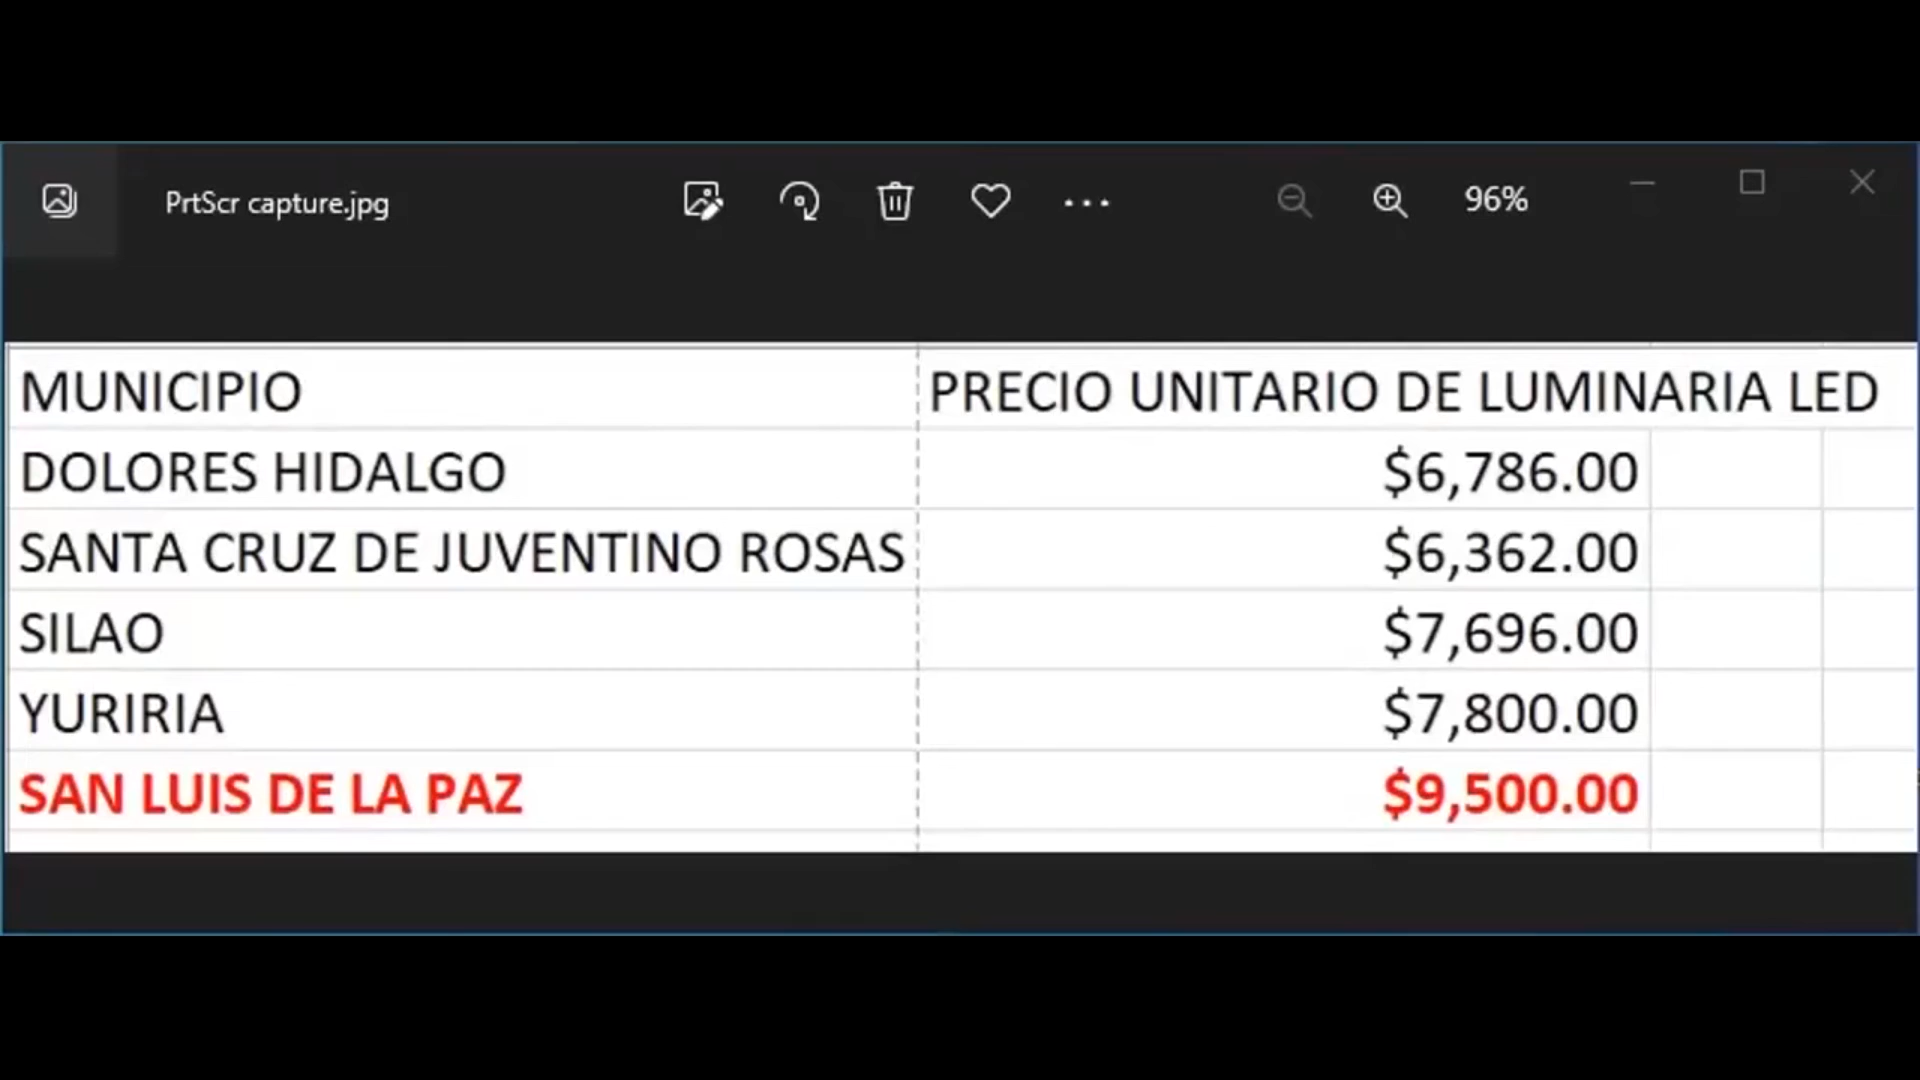 PrtScr capture.jpg
96%
MUNICIPIO PRECIO UNITARIO DE LUMINARIA LED
DOLORES HIDALGO $6,786.00
SANTA CRUZ DE JUVENTINO ROSAS $6,362.00
SILAO $7,696.00
YURIRIA $7,800.00
SAN LUIS DE LA PAZ $9,500.00